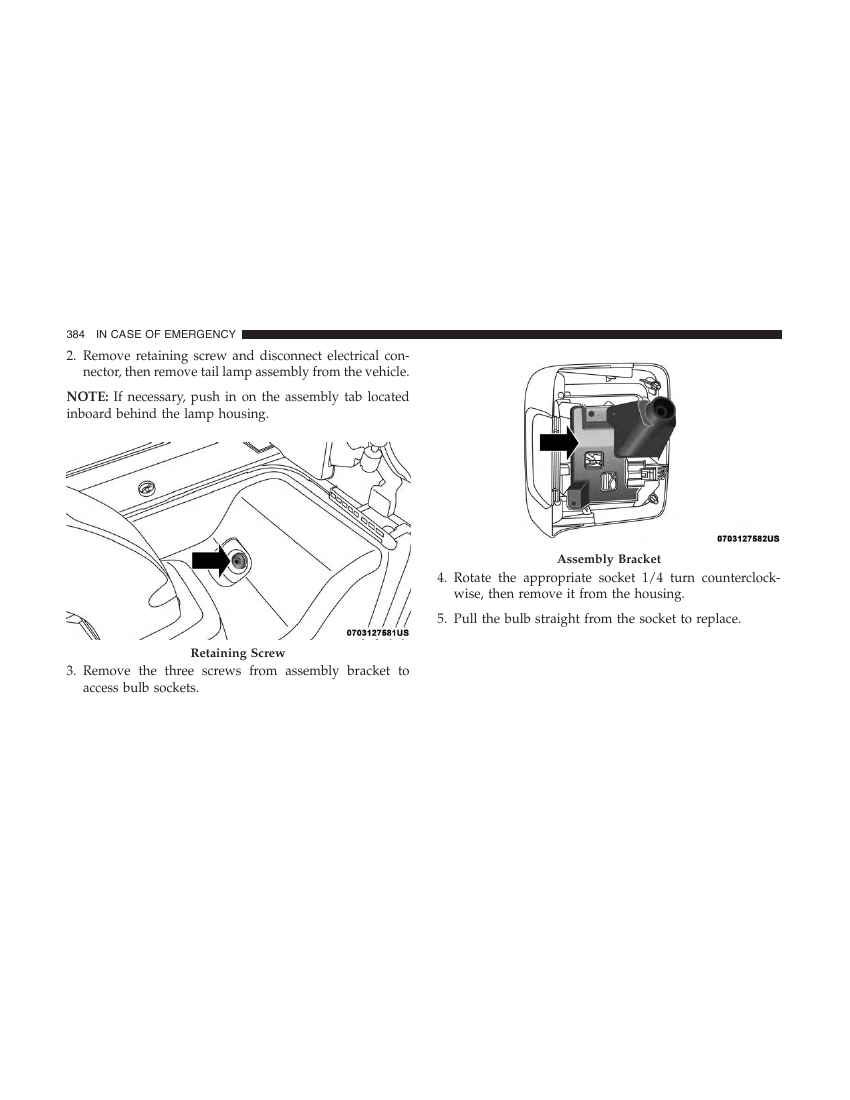 384 IN CASE OF EMERGENCY
2. Remove retaining screw and disconnect electrical con-
nector, then remove tail lamp assembly from the vehicle.
NOTE: If necessary, push in on the assembly tab located
inboard behind the lamp housing.
0703127581US
Retaining Screw
3. Remove the three screws from assembly bracket to
access bulb sockets.
0703127582US
Assembly Bracket
4. Rotate the appropriate socket 1/4 turn counterclock-
wise, then remove it from the housing.
5. Pull the bulb straight from the socket to replace.